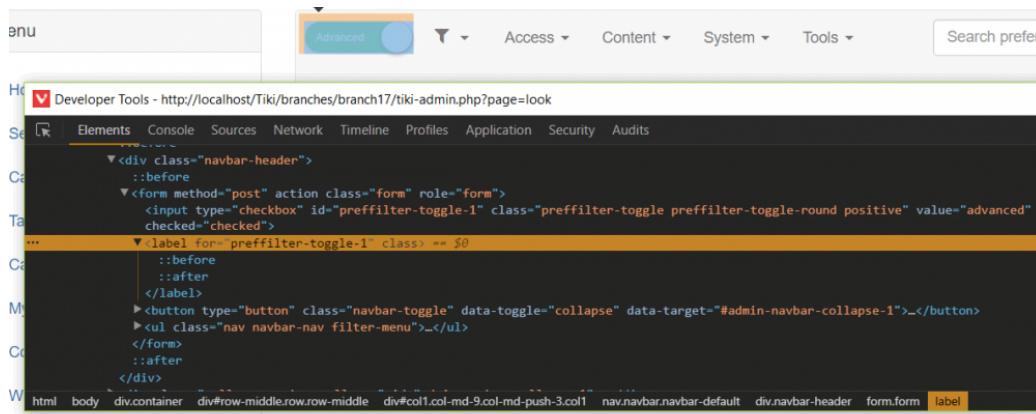 enu
Advanced
Access Content System Tools Search prefe
Ho
Developer Tools - http://localhost/Tiki/branches/branch17/tiki-admin.php?page=look
Se
Elements Console Sources Network Timeline Profiles Application Security Audits
::before
<div class="navbar-header">
Ca
::before
<form method="post" action class="form" role="form">
Ta
<input type="checkbox" id="preffilter-toggle-1" class="preffilter-toggle preffilter-toggle-round positive" value="advanced"
checked="checked">
... <label for="preffilter-toggle-1" class> == $0
Ca
::before
::after
</label>
My
<button type="button" class="navbar-toggle" data-toggle="collapse" data-target="#admin-navbar-collapse-1">…</button>
<ul class="nav navbar-nav filter-menu">…</ul>
Co
</form>
::after
</div>
W
html body div.container div#row-middle.row.row-middle div#col1.col-md-9.col-md-push-3.col1 nav.navbar.navbar-default div.navbar-header form.form label